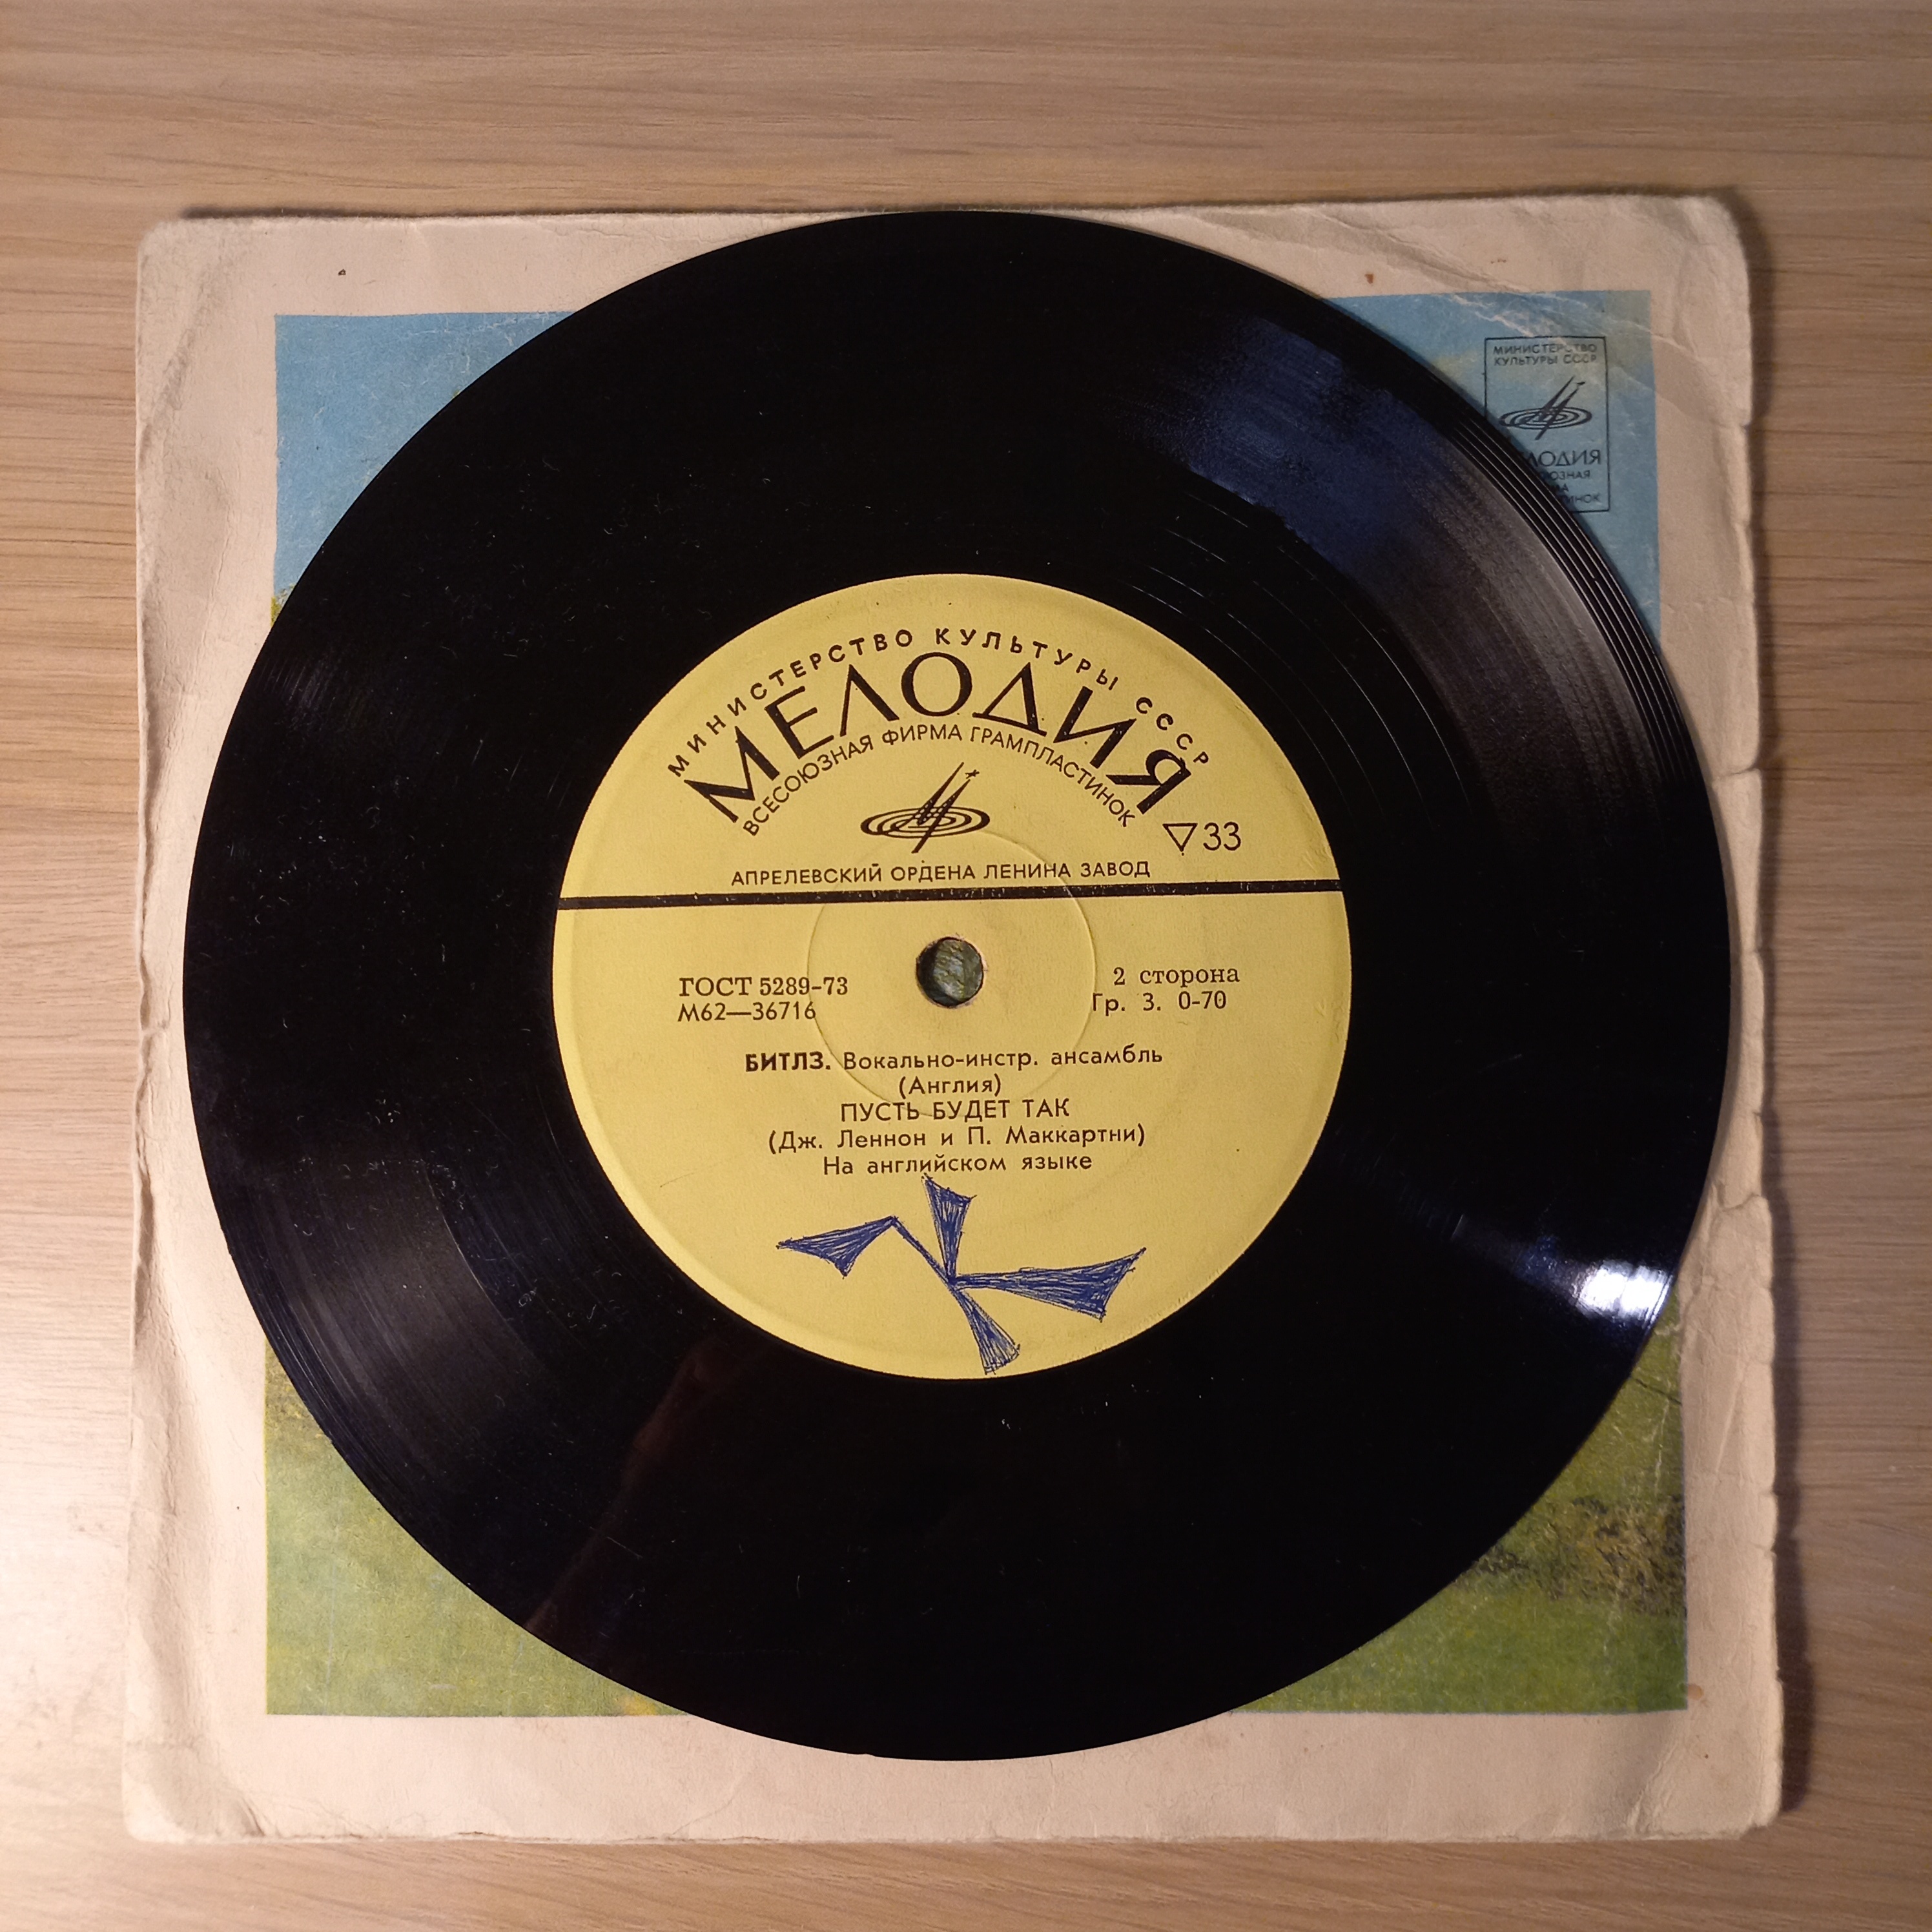 МИНИСТЕРСТВО
КУЛЬТУРЫ СССР
МИНИСТЕРСТВО КУЛЬТУРЫ СССР
МЕЛОДИЯ
ВСЕСОЮЗНАЯ ФИРМА ГРАМПЛАСТИНОК
▽33
АПРЕЛЕВСКИЙ ОРДЕНА ЛЕНИНА ЗАВОД
ГОСТ 5289-73
М62—36716
2 сторона
Гр. 3. 0-70
БИТЛЗ. Вокально-инстр. ансамбль
(Англия)
ПУСТЬ БУДЕТ ТАК
(Дж. Леннон и П. Маккартни)
На английском языке